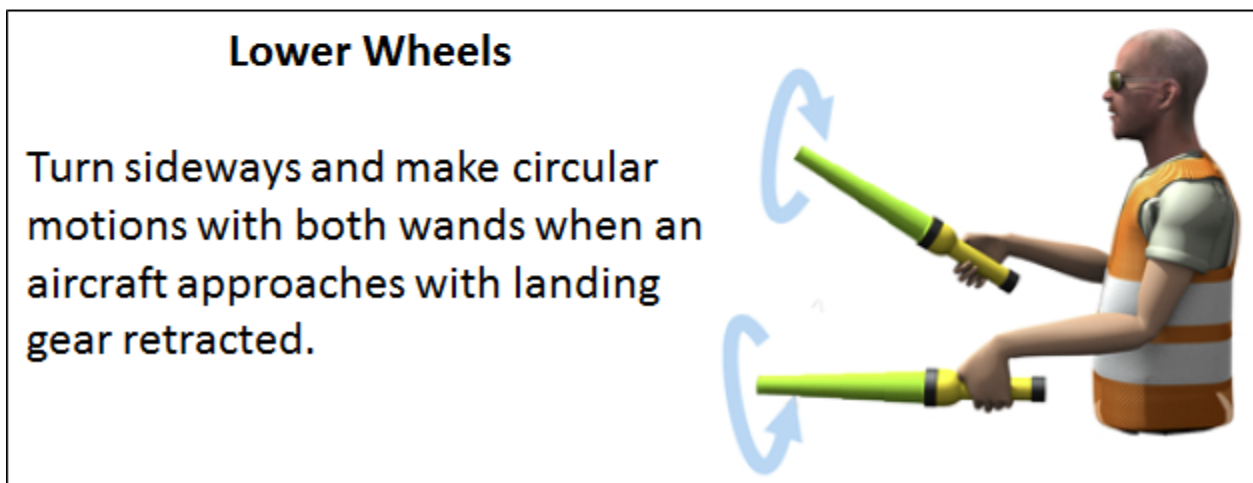 Lower Wheels
Turn sideways and make circular
motions with both wands when an
aircraft approaches with landing
gear retracted.